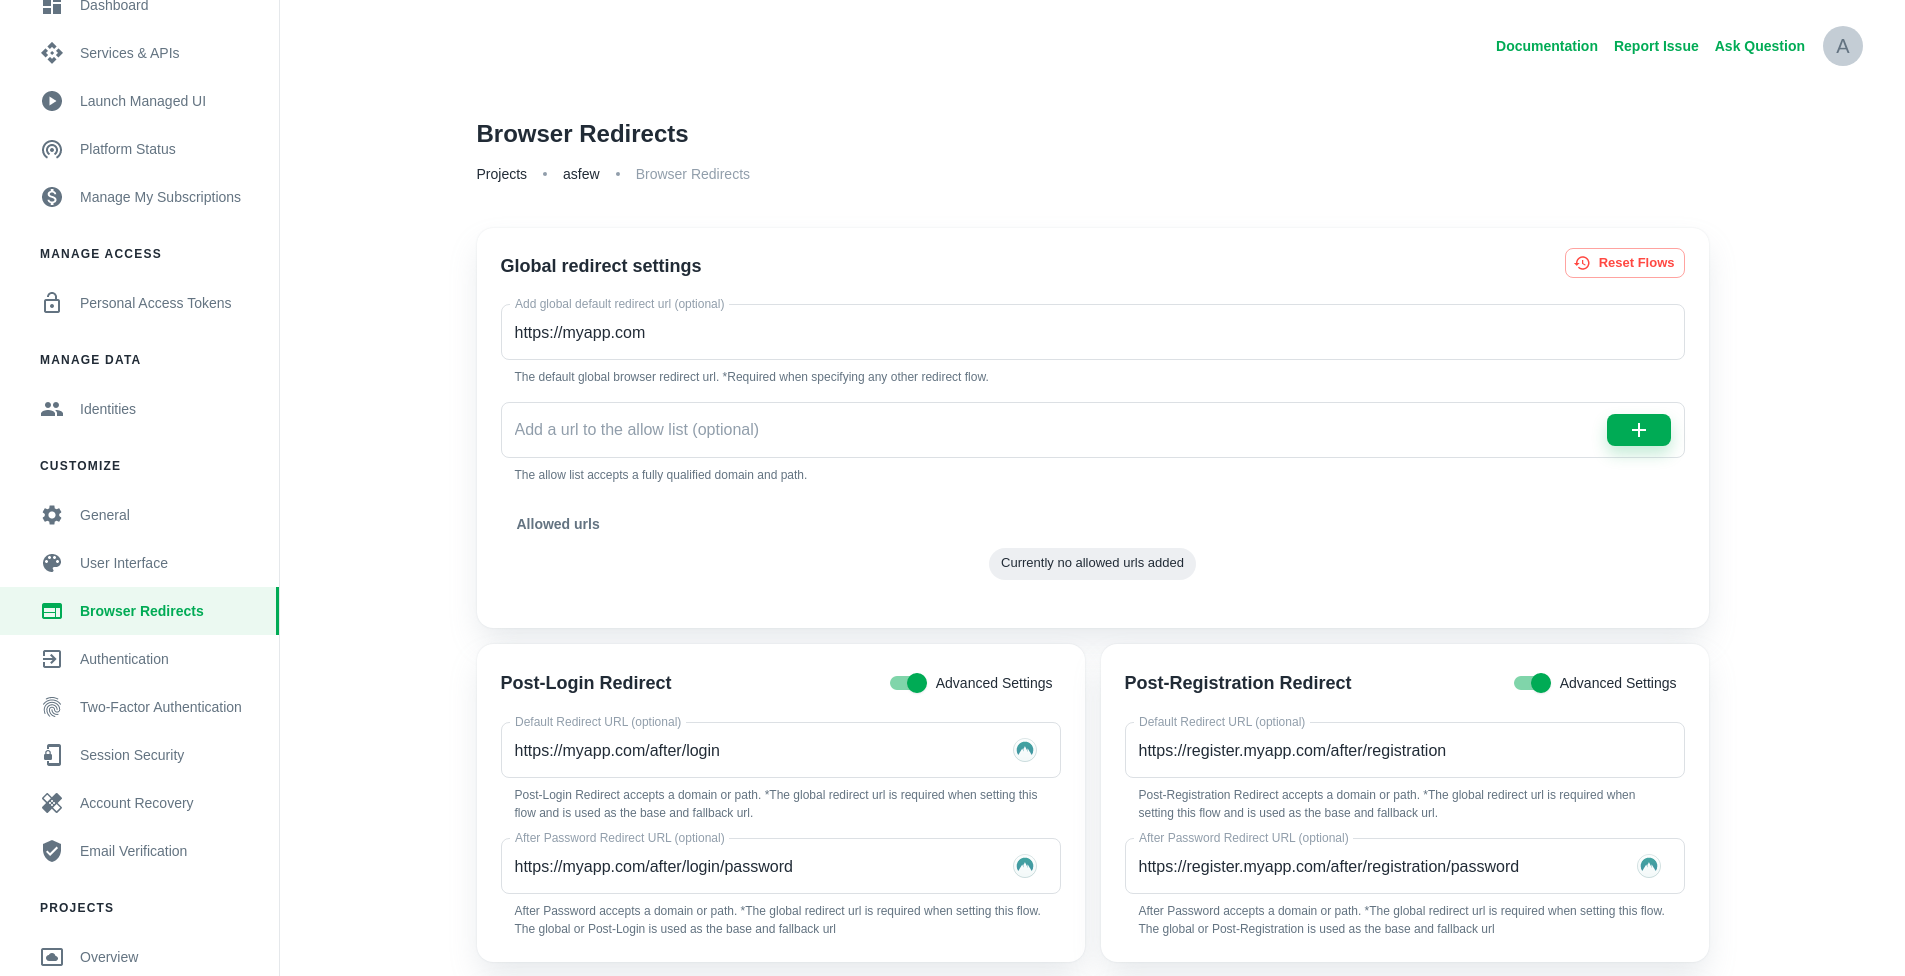 Dashboard
Services & APIs
Launch Managed UI
Platform Status
Manage My Subscriptions
MANAGE ACCESS
Personal Access Tokens
MANAGE DATA
Identities
CUSTOMIZE
General
User Interface
Browser Redirects
Authentication
Two-Factor Authentication
Session Security
Account Recovery
Email Verification
PROJECTS
Overview
Documentation Report Issue Ask Question A
Browser Redirects
Projects • asfew • Browser Redirects
Global redirect settings
Reset Flows
Add global default redirect url (optional)
https://myapp.com
The default global browser redirect url. *Required when specifying any other redirect flow.
Add a url to the allow list (optional)
The allow list accepts a fully qualified domain and path.
Allowed urls
Currently no allowed urls added
Post-Login Redirect
Advanced Settings
Default Redirect URL (optional)
https://myapp.com/after/login
Post-Login Redirect accepts a domain or path. *The global redirect url is required when setting this
flow and is used as the base and fallback url.
After Password Redirect URL (optional)
https://myapp.com/after/login/password
After Password accepts a domain or path. *The global redirect url is required when setting this flow.
The global or Post-Login is used as the base and fallback url
Post-Registration Redirect
Advanced Settings
Default Redirect URL (optional)
https://register.myapp.com/after/registration
Post-Registration Redirect accepts a domain or path. *The global redirect url is required when
setting this flow and is used as the base and fallback url.
After Password Redirect URL (optional)
https://register.myapp.com/after/registration/password
After Password accepts a domain or path. *The global redirect url is required when setting this flow.
The global or Post-Registration is used as the base and fallback url